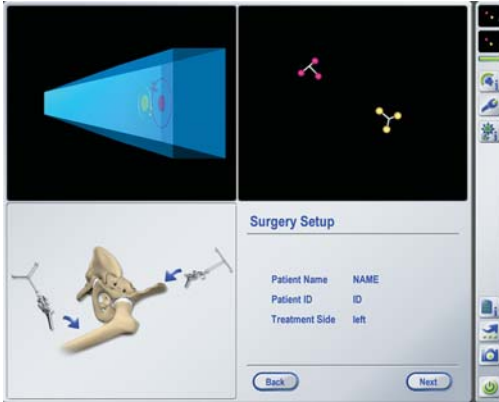 Surgery Setup
Patient Name NAME
Patient ID ID
Treatment Side left
Back Next